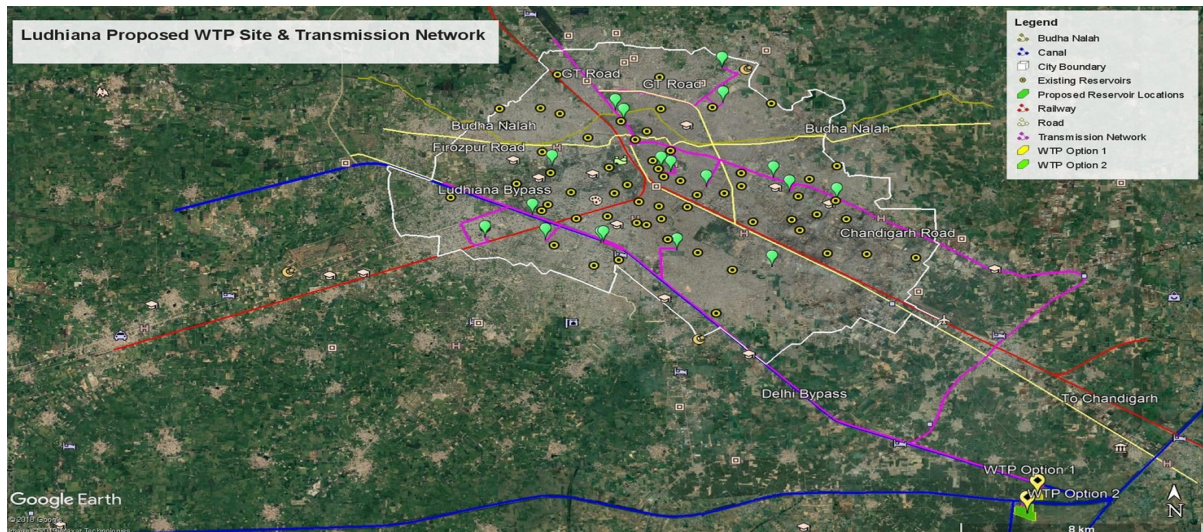 Ludhiana Proposed WTP Site & Transmission Network
Legend
Budha Nalah
Canal
City Boundary
Existing Reservoirs
Proposed Reservoir Locations
Railway
Road
Transmission Network
WTP Option 1
WTP Option 2
GT Road
GT Road
Budha Nalah
Budha Nalah
Firozpur Road
Ludhiana Bypass
Chandigarh Road
Delhi Bypass
To Chandigarh
WTP Option 1
WTP Option 2
Google Earth
N
8 km